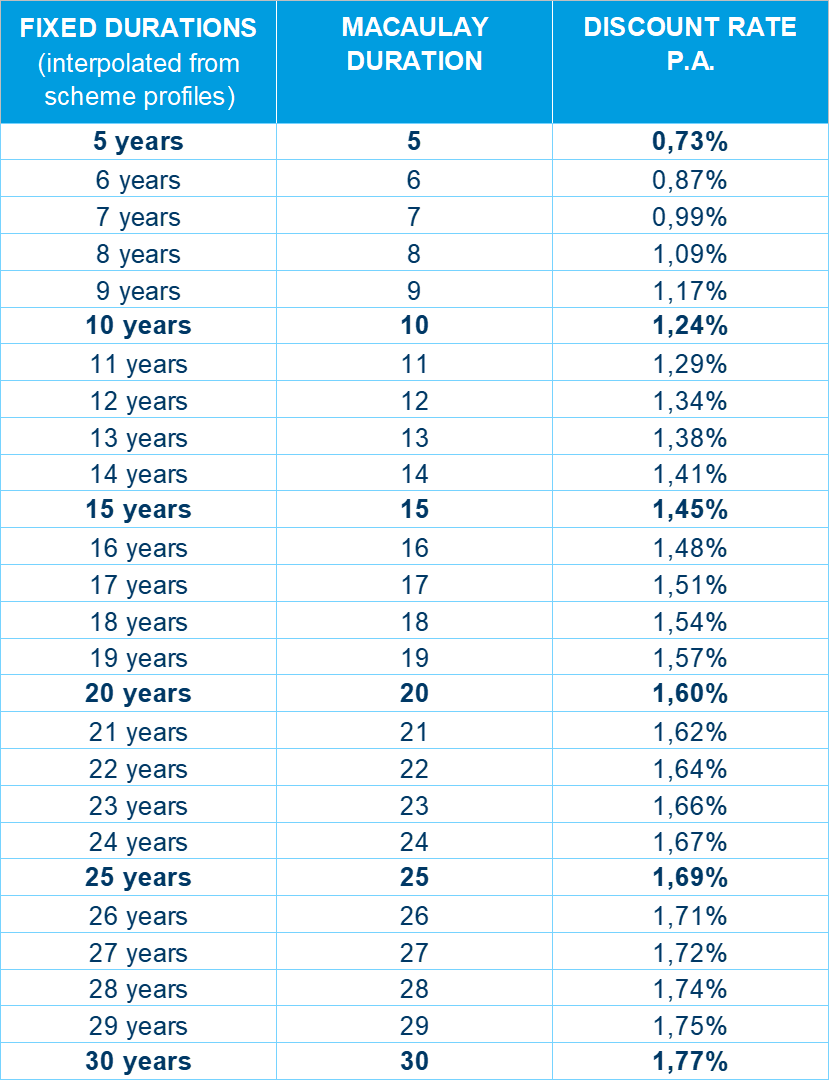 FIXED DURATIONS
(interpolated from
scheme profiles)
MACAULAY
DURATION
DISCOUNT RATE
P.A.
5 years 5 0,73%
6 years 6 0,87%
7 years 7 0,99%
8 years 8 1,09%
9 years 9 1,17%
10 years 10 1,24%
11 years 11 1,29%
12 years 12 1,34%
13 years 13 1,38%
14 years 14 1,41%
15 years 15 1,45%
16 years 16 1,48%
17 years 17 1,51%
18 years 18 1,54%
19 years 19 1,57%
20 years 20 1,60%
21 years 21 1,62%
22 years 22 1,64%
23 years 23 1,66%
24 years 24 1,67%
25 years 25 1,69%
26 years 26 1,71%
27 years 27 1,72%
28 years 28 1,74%
29 years 29 1,75%
30 years 30 1,77%